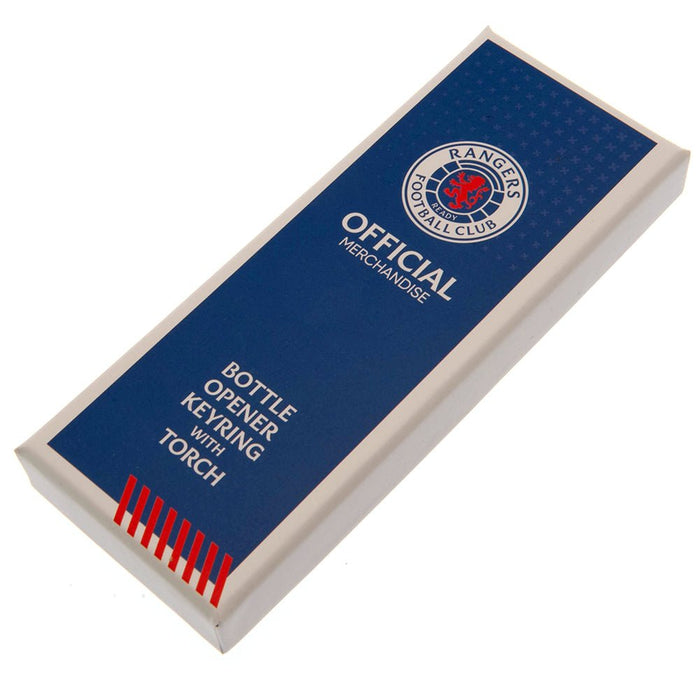 RANGERS
READY
FOOTBALL CLUB
OFFICIAL
MERCHANDISE
BOTTLE
OPENER
KEYRING
WITH
TORCH